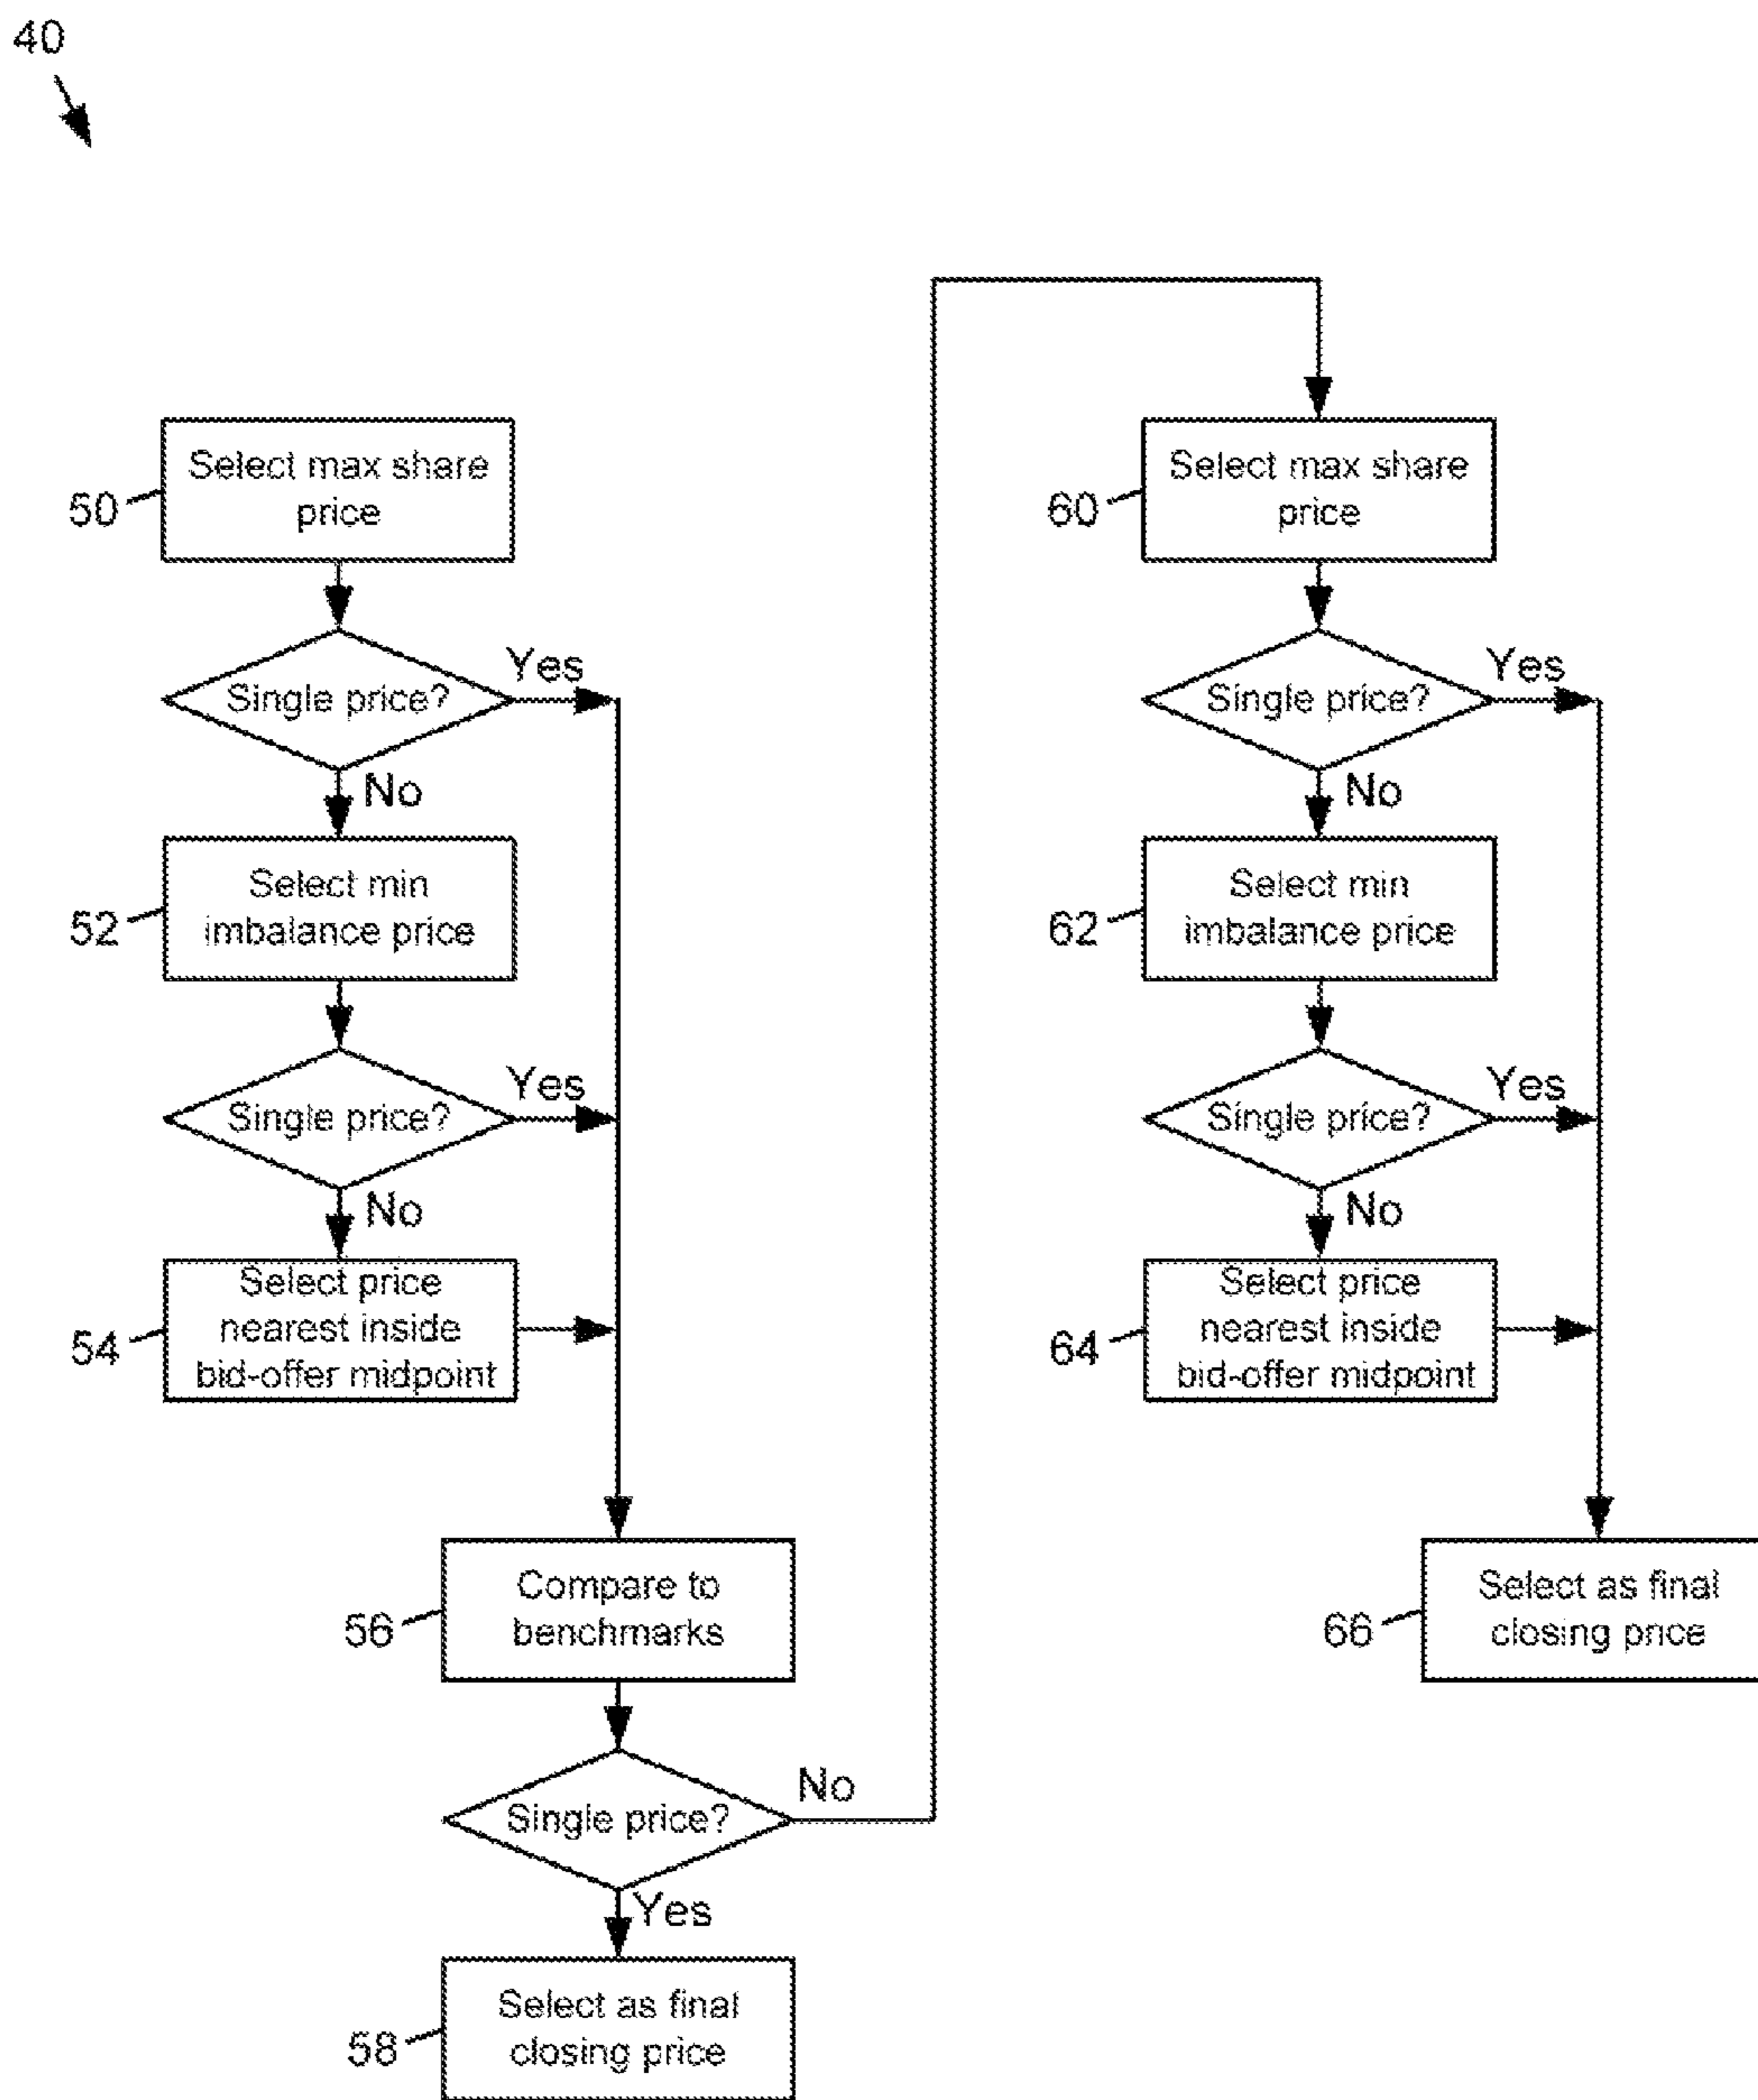 40
Select max share
price
50
Single price?
Yes
No
Select min
imbalance price
52
Single price?
Yes
No
Select price
nearest inside
bid-offer midpoint
54
Compare to
benchmarks
56
Single price?
No
Yes
Select as final
closing price
58
Select max share
price
60
Single price?
Yes
No
Select min
imbalance price
62
Single price?
Yes
No
Select price
nearest inside
bid-offer midpoint
64
Select as final
closing price
66